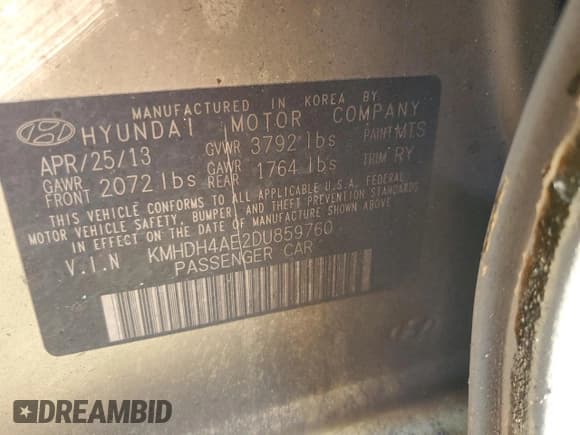 MANUFACTURED IN KOREA BY
HYUNDAI MOTOR COMPANY
APR/25/13 GVWR 3792 lbs PAINT MTS
GAWR FRONT 2072 lbs GAWR REAR 1764 lbs TRIM RY
THIS VEHICLE CONFORMS TO ALL APPLICABLE U.S.A. FEDERAL
MOTOR VEHICLE SAFETY, BUMPER AND THEFT PREVENTION STANDARDS
IN EFFECT ON THE DATE OF MANUFACTURE SHOWN ABOVE.
V.I.N KMHDH4AE2DU859760
PASSENGER CAR
DREAMBID